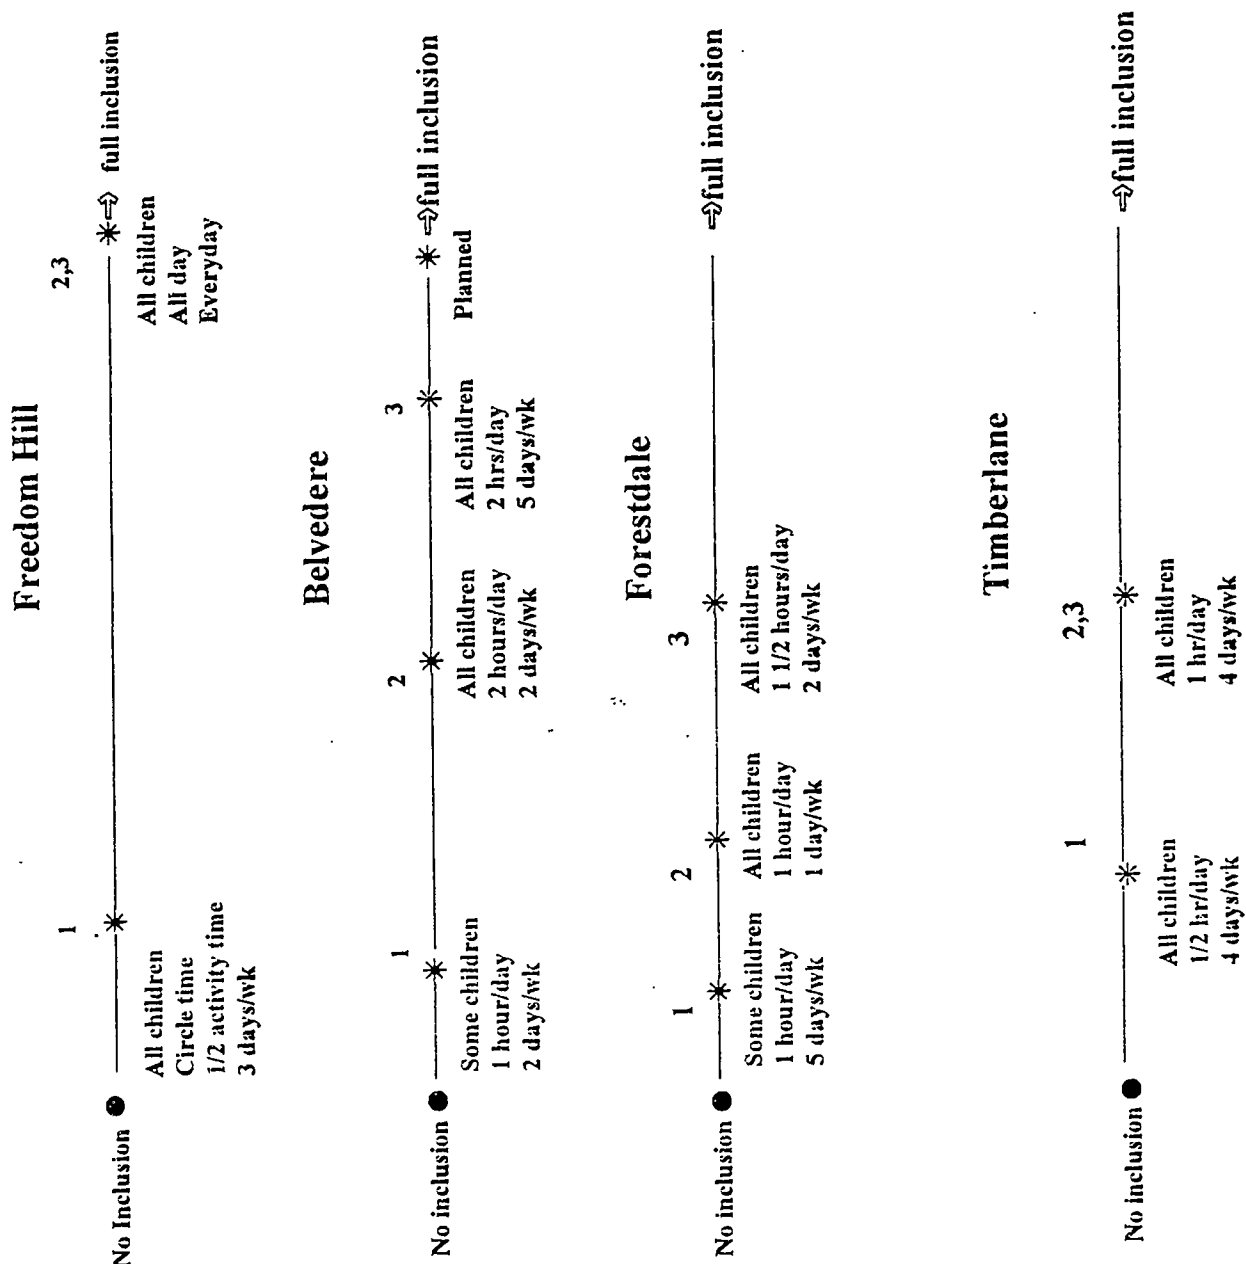 Freedom Hill
1
2,3
No Inclusion
full inclusion
All children
Circle time
1/2 activity time
3 days/wk
All children
All day
Everyday
Belvedere
1
2
3
No inclusion
full inclusion
Some children
1 hour/day
2 days/wk
All children
2 hours/day
2 days/wk
All children
2 hrs/day
5 days/wk
Planned
Forestdale
1
2
3
No inclusion
full inclusion
Some children
1 hour/day
5 days/wk
All children
1 hour/day
1 day/wk
All children
1 1/2 hours/day
2 days/wk
Timberlane
1
2,3
No inclusion
full inclusion
All children
1/2 hr/day
4 days/wk
All children
1 hr/day
4 days/wk